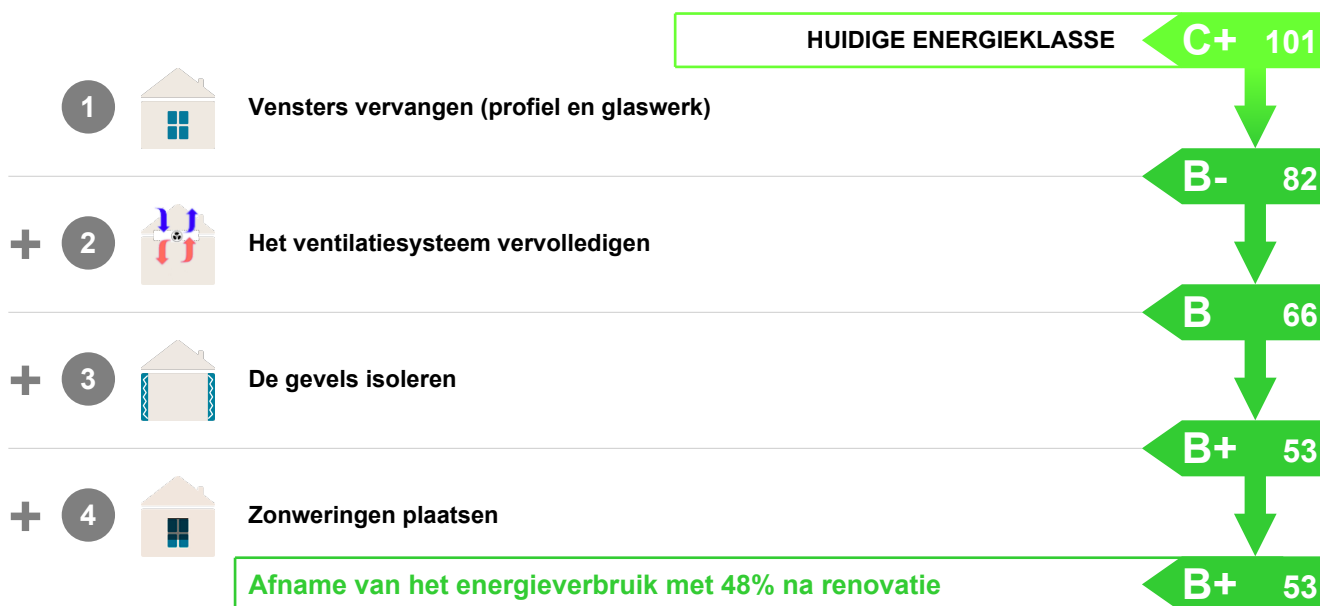 HUIDIGE ENERGIEKLASSE C+ 101
1 Vensters vervangen (profiel en glaswerk)
B- 82
+ 2 Het ventilatiesysteem vervolledigen
B 66
+ 3 De gevels isoleren
B+ 53
+ 4 Zonweringen plaatsen
Afname van het energieverbruik met 48% na renovatie B+ 53